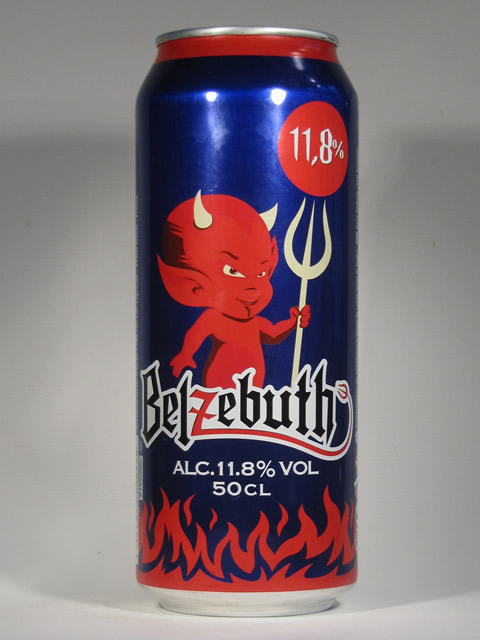 11,8%
Belzebuth
ALC.11.8% VOL
50CL